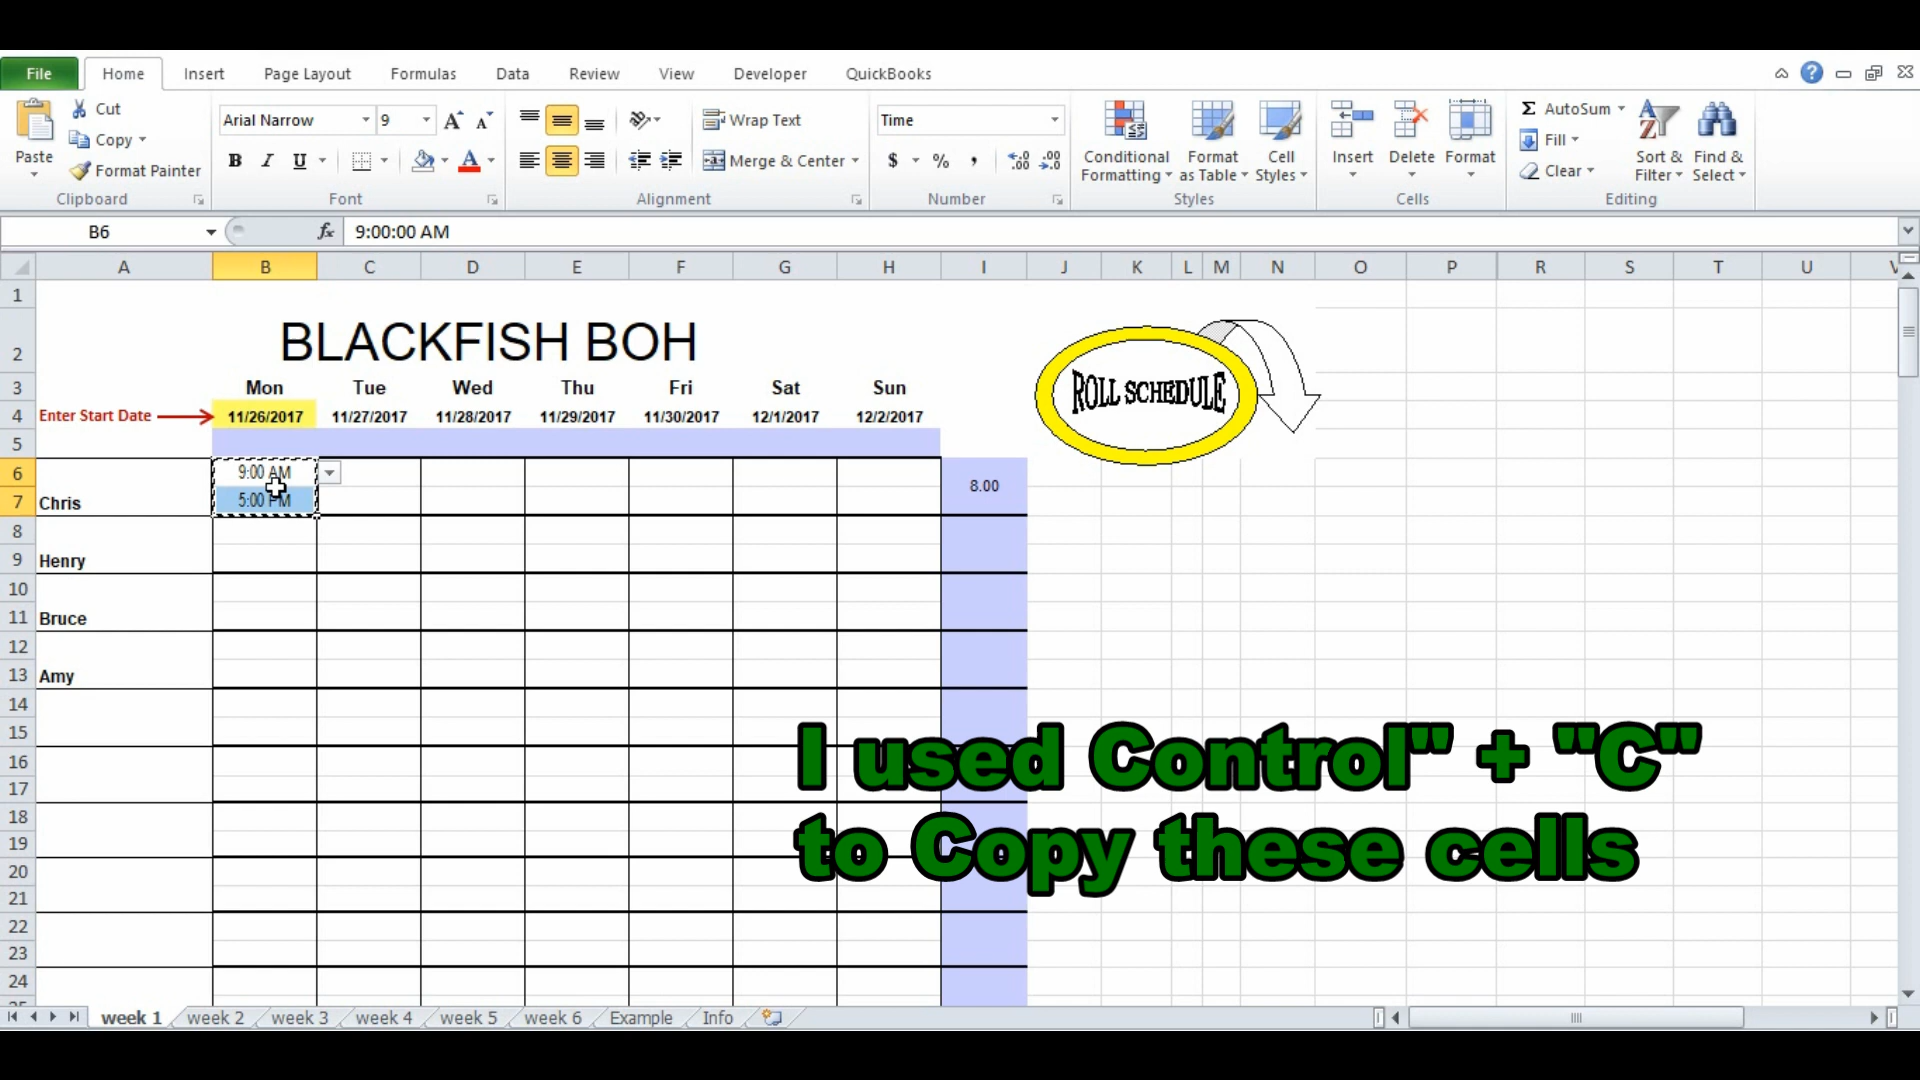 File Home Insert Page Layout Formulas Data Review View Developer QuickBooks
Cut
Copy
Format Painter
Paste
Clipboard
Arial Narrow 9
B I U A
Font
Wrap Text
Merge & Center
Alignment
Time
$ % ,
Number
Conditional Formatting
Format as Table
Cell Styles
Styles
Insert Delete Format
Cells
Σ AutoSum
Fill
Clear
Sort & Filter
Find & Select
Editing
B6 fx 9:00:00 AM
A B C D E F G H I J K L M N O P R S T U V
1
2 BLACKFISH BOH
ROLL SCHEDULE
3 Mon Tue Wed Thu Fri Sat Sun
4 Enter Start Date 11/26/2017 11/27/2017 11/28/2017 11/29/2017 11/30/2017 12/1/2017 12/2/2017
5
6 9:00 AM
8.00
7 Chris 5:00 PM
8
9 Henry
10
11 Bruce
12
13 Amy
14
15
16
17
18
19
20
21
22
23
24
I used Control" + "C"
to Copy these cells
week 1 week 2 week 3 week 4 week 5 week 6 Example Info